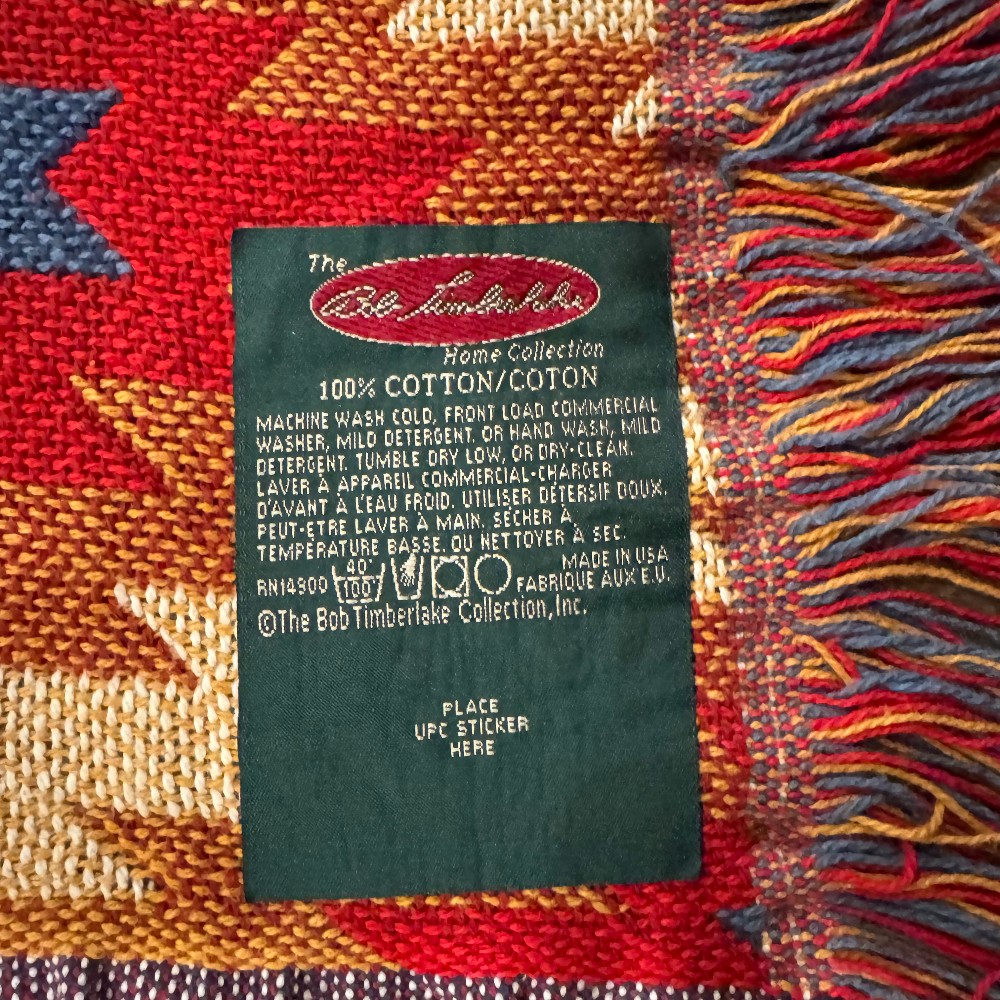 The
Bob Timberlake
Home Collection
100% COTTON/COTON
MACHINE WASH COLD, FRONT LOAD COMMERCIAL
WASHER, MILD DETERGENT. OR HAND WASH, MILD
DETERGENT. TUMBLE DRY LOW, OR DRY-CLEAN.
LAVER À APPAREIL COMMERCIAL-CHARGER
D'AVANT À L'EAU FROID. UTILISER DÉTERSIF DOUX.
PEUT-ETRE LAVER À MAIN. SECHER À
TEMPÉRATURE BASSE. OU NETTOYER À SEC.
RN14900 40° 100° MADE IN USA
FABRIQUE AUX E.U.
©The Bob Timberlake Collection, Inc.
PLACE
UPC STICKER
HERE